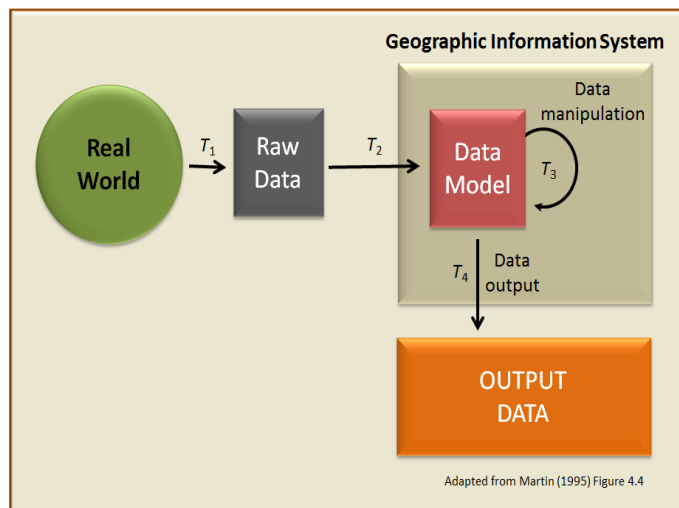 Geographic Information System
Real
World
T₁
Raw
Data
T₂
Data
Model
Data
manipulation
T₃
T₄
Data
output
OUTPUT
DATA
Adapted from Martin (1995) Figure 4.4